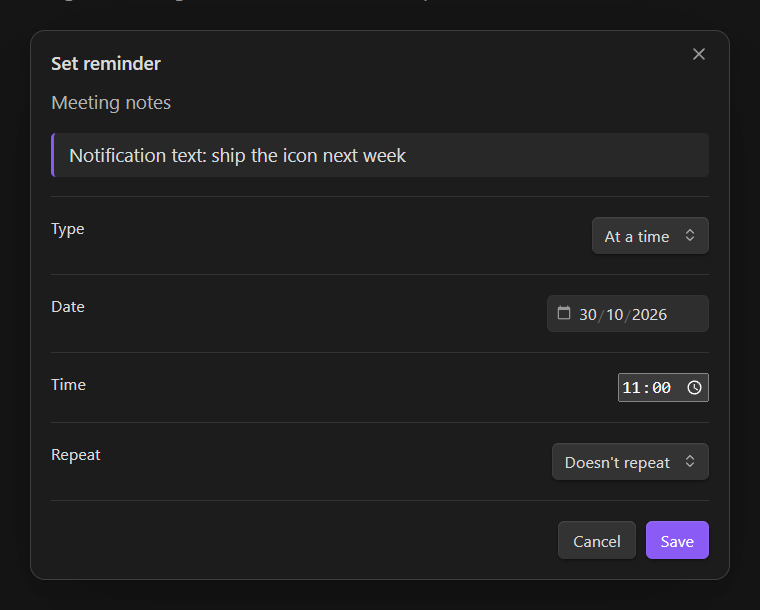 Set reminder
Meeting notes
Notification text: ship the icon next week
Type
At a time
Date
30/10/2026
Time
11:00
Repeat
Doesn't repeat
Cancel
Save